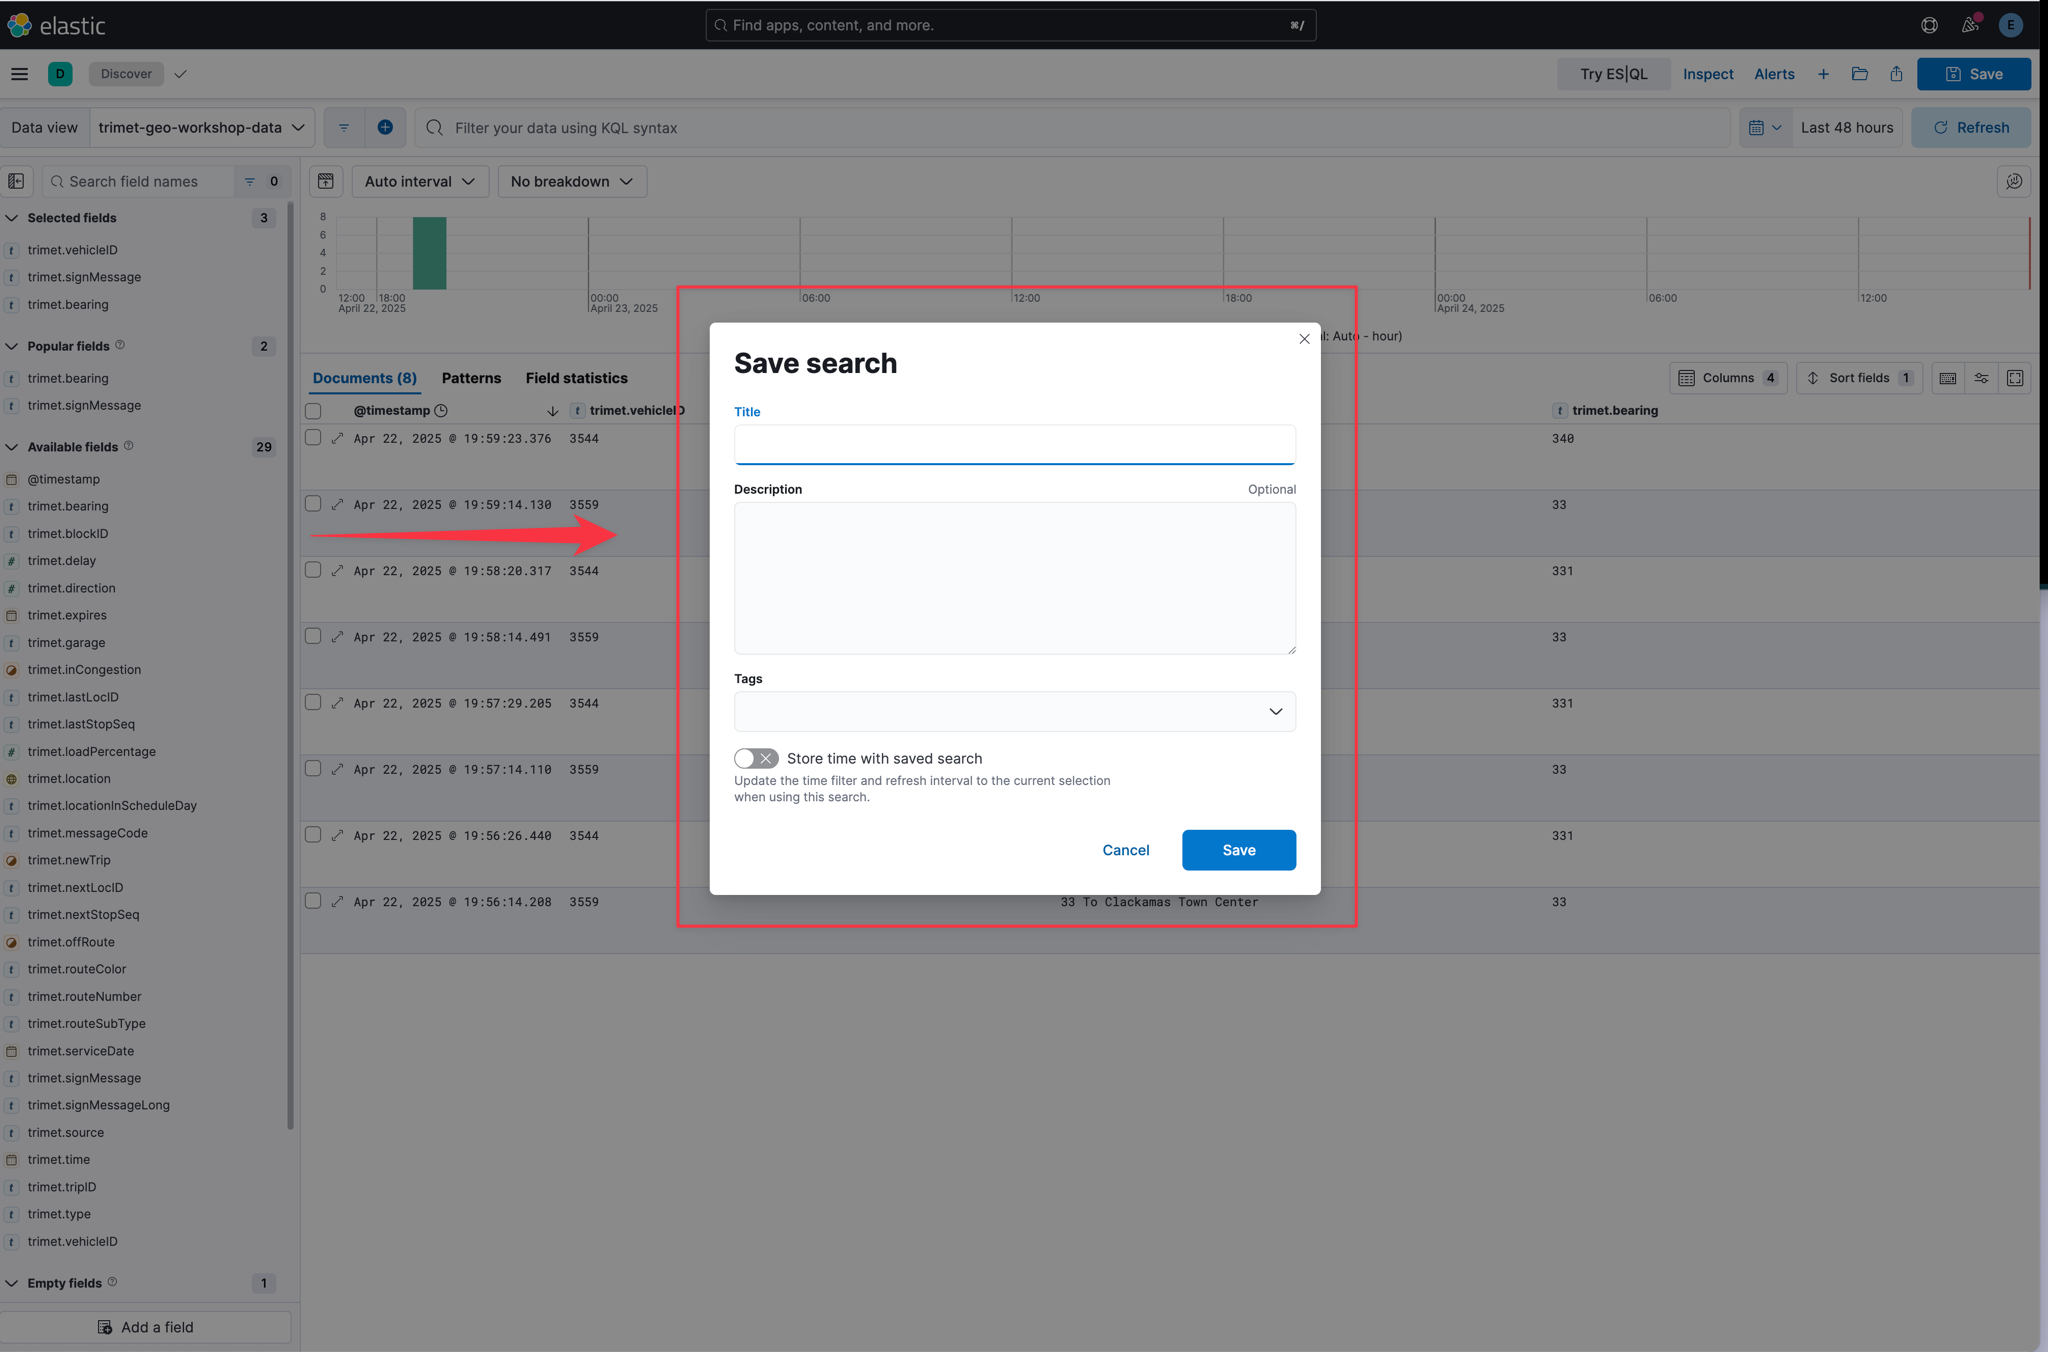 elastic
Find apps, content, and more.
⌘/
E
D
Discover
Try ES|QL
Inspect
Alerts
Save
Data view
trimet-geo-workshop-data
Filter your data using KQL syntax
Last 48 hours
Refresh
Search field names
0
Auto interval
No breakdown
Selected fields
3
t trimet.vehicleID
t trimet.signMessage
t trimet.bearing
Popular fields
2
t trimet.bearing
t trimet.signMessage
Available fields
29
@timestamp
t trimet.bearing
t trimet.blockID
# trimet.delay
# trimet.direction
trimet.expires
t trimet.garage
trimet.inCongestion
t trimet.lastLocID
t trimet.lastStopSeq
# trimet.loadPercentage
trimet.location
t trimet.locationInScheduleDay
t trimet.messageCode
trimet.newTrip
t trimet.nextLocID
t trimet.nextStopSeq
trimet.offRoute
t trimet.routeColor
t trimet.routeNumber
t trimet.routeSubType
trimet.serviceDate
t trimet.signMessage
t trimet.signMessageLong
t trimet.source
trimet.time
t trimet.tripID
t trimet.type
t trimet.vehicleID
Empty fields
1
Add a field
8
6
4
2
0
12:00
April 22, 2025
18:00
00:00
April 23, 2025
06:00
12:00
18:00
00:00
April 24, 2025
06:00
12:00
l: Auto - hour)
Documents (8)
Patterns
Field statistics
Columns 4
Sort fields 1
@timestamp
t trimet.vehicleID
t trimet.bearing
Apr 22, 2025 @ 19:59:23.376 3544 340
Apr 22, 2025 @ 19:59:14.130 3559 33
Apr 22, 2025 @ 19:58:20.317 3544 331
Apr 22, 2025 @ 19:58:14.491 3559 33
Apr 22, 2025 @ 19:57:29.205 3544 331
Apr 22, 2025 @ 19:57:14.110 3559 33
Apr 22, 2025 @ 19:56:26.440 3544 331
Apr 22, 2025 @ 19:56:14.208 3559 33 To Clackamas Town Center 33
Save search
Title
Description
Optional
Tags
Store time with saved search
Update the time filter and refresh interval to the current selection
when using this search.
Cancel
Save